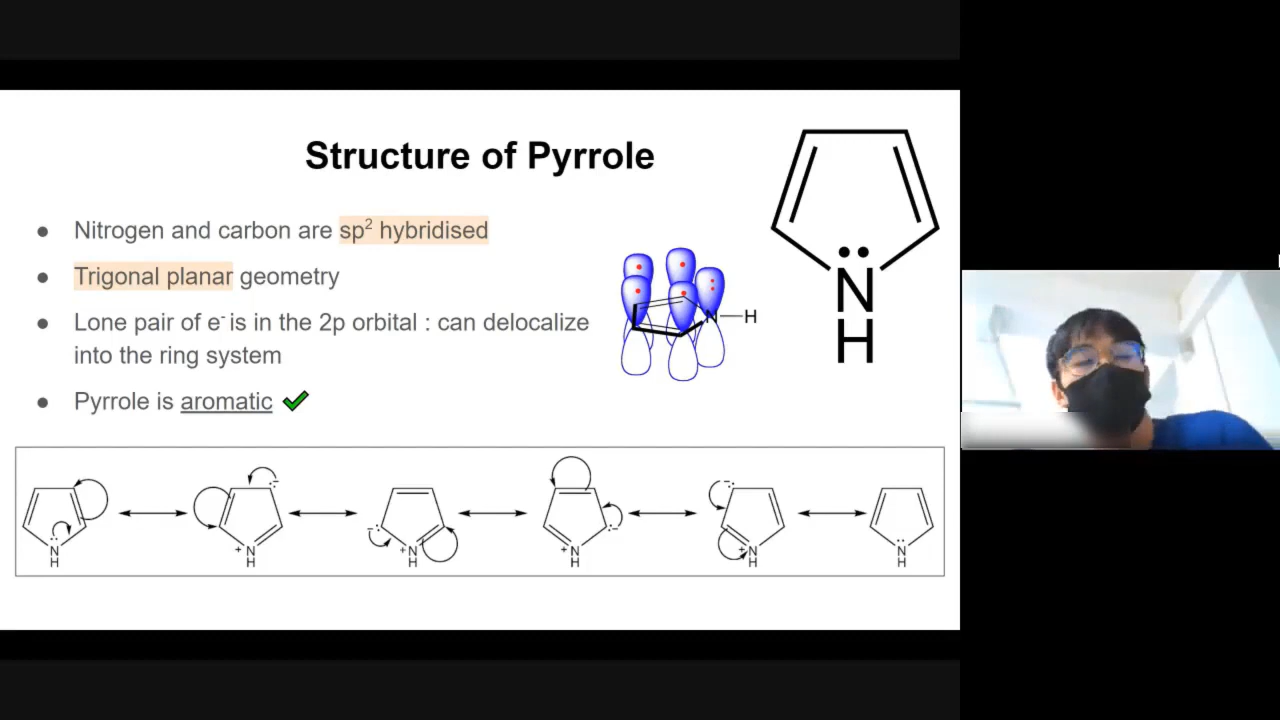 Structure of Pyrrole
● Nitrogen and carbon are sp² hybridised
● Trigonal planar geometry
● Lone pair of e⁻ is in the 2p orbital : can delocalize
into the ring system
● Pyrrole is aromatic ✔
N—H
N
H
N
H
+ N
H
+ N
H
+ N
H
+ N
H
N
H